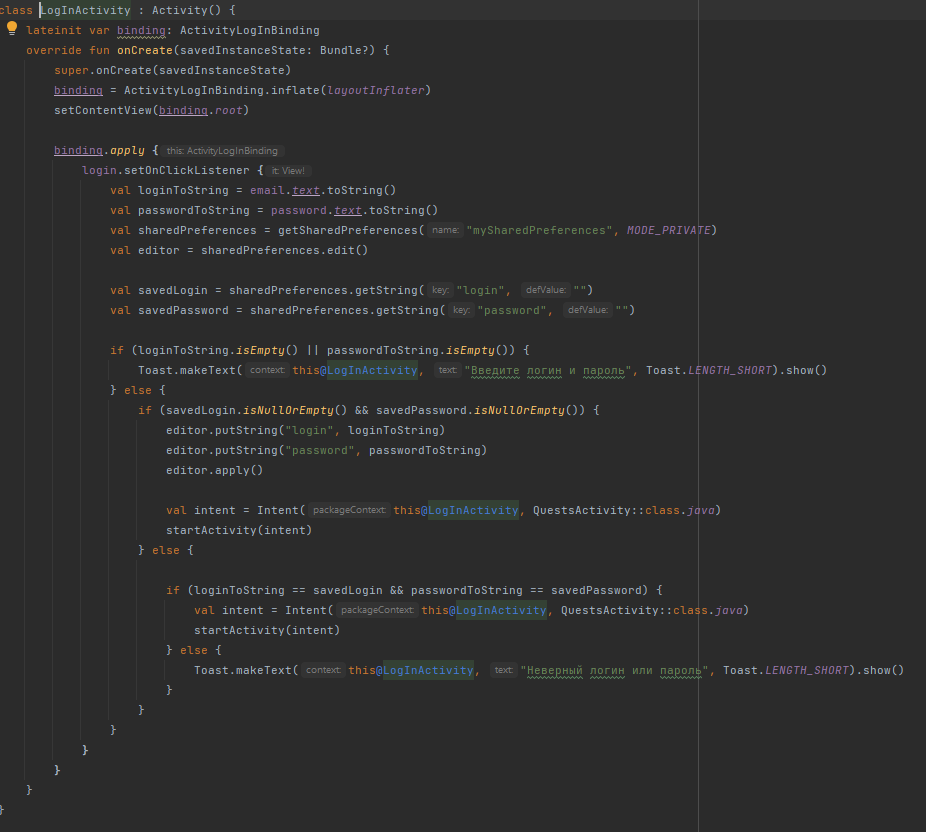 class LogInActivity : Activity() {
lateinit var binding: ActivityLogInBinding
override fun onCreate(savedInstanceState: Bundle?) {
super.onCreate(savedInstanceState)
binding = ActivityLogInBinding.inflate(layoutInflater)
setContentView(binding.root)
binding.apply { this: ActivityLogInBinding
login.setOnClickListener { it: View!
val loginToString = email.text.toString()
val passwordToString = password.text.toString()
val sharedPreferences = getSharedPreferences( name: "mySharedPreferences", MODE_PRIVATE)
val editor = sharedPreferences.edit()
val savedLogin = sharedPreferences.getString( key: "login", defValue: "")
val savedPassword = sharedPreferences.getString( key: "password", defValue: "")
if (loginToString.isEmpty() || passwordToString.isEmpty()) {
Toast.makeText( context: this@LogInActivity, text: "Введите логин и пароль", Toast.LENGTH_SHORT).show()
} else {
if (savedLogin.isNullOrEmpty() && savedPassword.isNullOrEmpty()) {
editor.putString("login", loginToString)
editor.putString("password", passwordToString)
editor.apply()
val intent = Intent( packageContext: this@LogInActivity, QuestsActivity::class.java)
startActivity(intent)
} else {
if (loginToString == savedLogin && passwordToString == savedPassword) {
val intent = Intent( packageContext: this@LogInActivity, QuestsActivity::class.java)
startActivity(intent)
} else {
Toast.makeText( context: this@LogInActivity, text: "Неверный логин или пароль", Toast.LENGTH_SHORT).show()
}
}
}
}
}
}
}